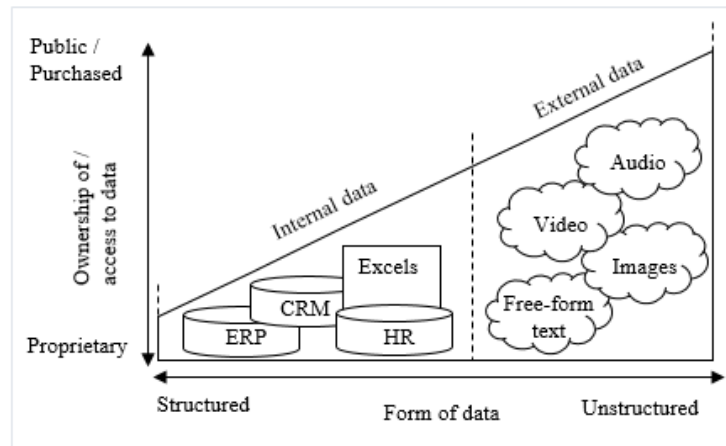 Public /
Purchased
Ownership of /
access to data
Proprietary
Internal data
External data
Excels
CRM
ERP
HR
Audio
Video
Images
Free-form
text
Structured
Form of data
Unstructured